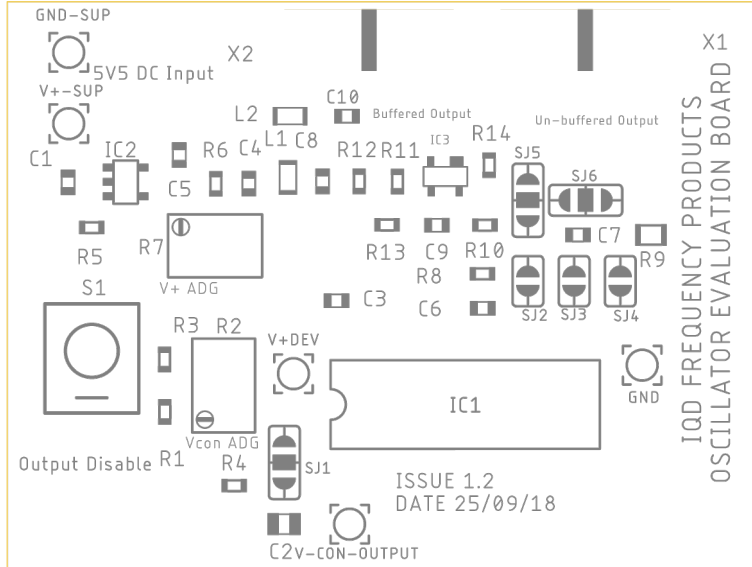 GND-SUP
X2
X1
5V5 DC Input
V+-SUP
L2
C10
Buffered Output
Un-buffered Output
C1
IC2
C5
R6
C4
L1
C8
R12
R11
IC3
R14
SJ5
SJ6
R5
R7
V+ ADG
R13
C9
R10
C7
R9
R8
C3
C6
SJ2
SJ3
SJ4
S1
R3
R2
V+DEV
IC1
GND
Output Disable
R1
Vcon ADG
R4
SJ1
ISSUE 1.2
DATE 25/09/18
C2
V-CON-OUTPUT
IQD FREQUENCY PRODUCTS
OSCILLATOR EVALUATION BOARD